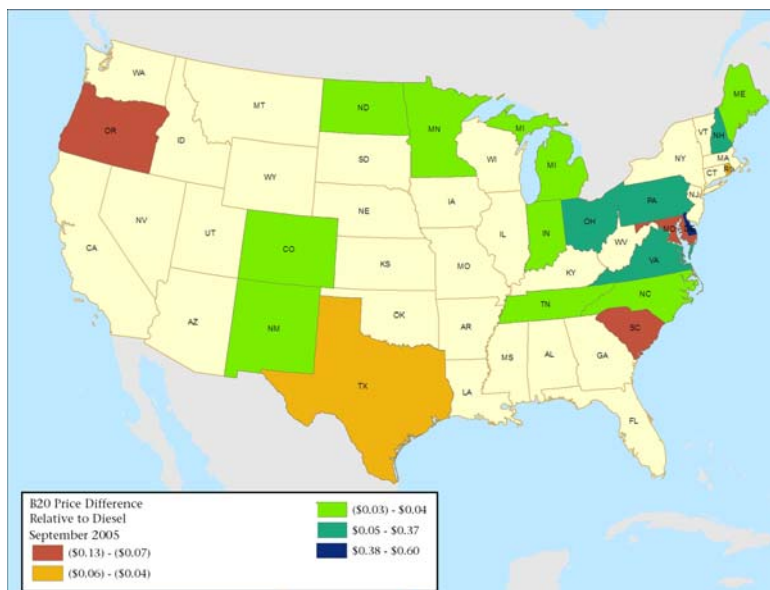 WA
MT
ND
MN
ME
OR
ID
SD
WI
MI
VT
NH
NY
MA
WY
MI
CT
IA
PA
NJ
NE
NV
UT
IL
IN
OH
MD
CO
WV
CA
KS
MO
VA
KY
NC
TN
OK
AZ
NM
AR
SC
MS
AL
GA
TX
LA
FL
B20 Price Difference
Relative to Diesel
September 2005
($0.13) - ($0.07)
($0.06) - ($0.04)
($0.03) - $0.04
$0.05 - $0.37
$0.38 - $0.60